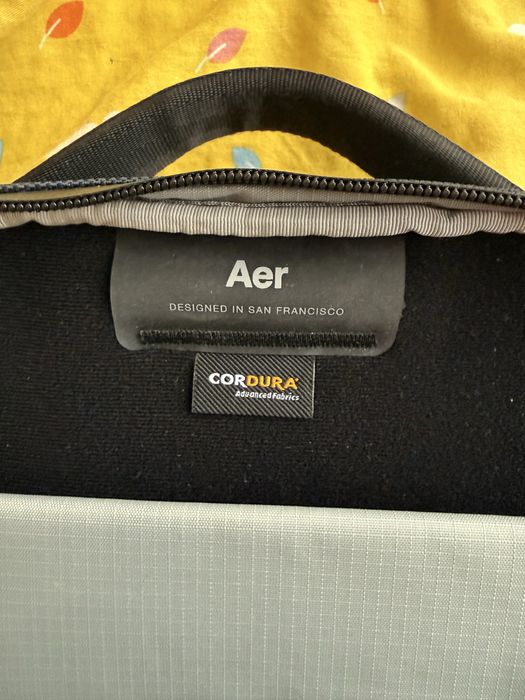 Aer
DESIGNED IN SAN FRANCISCO
CORDURA®
Advanced Fabrics